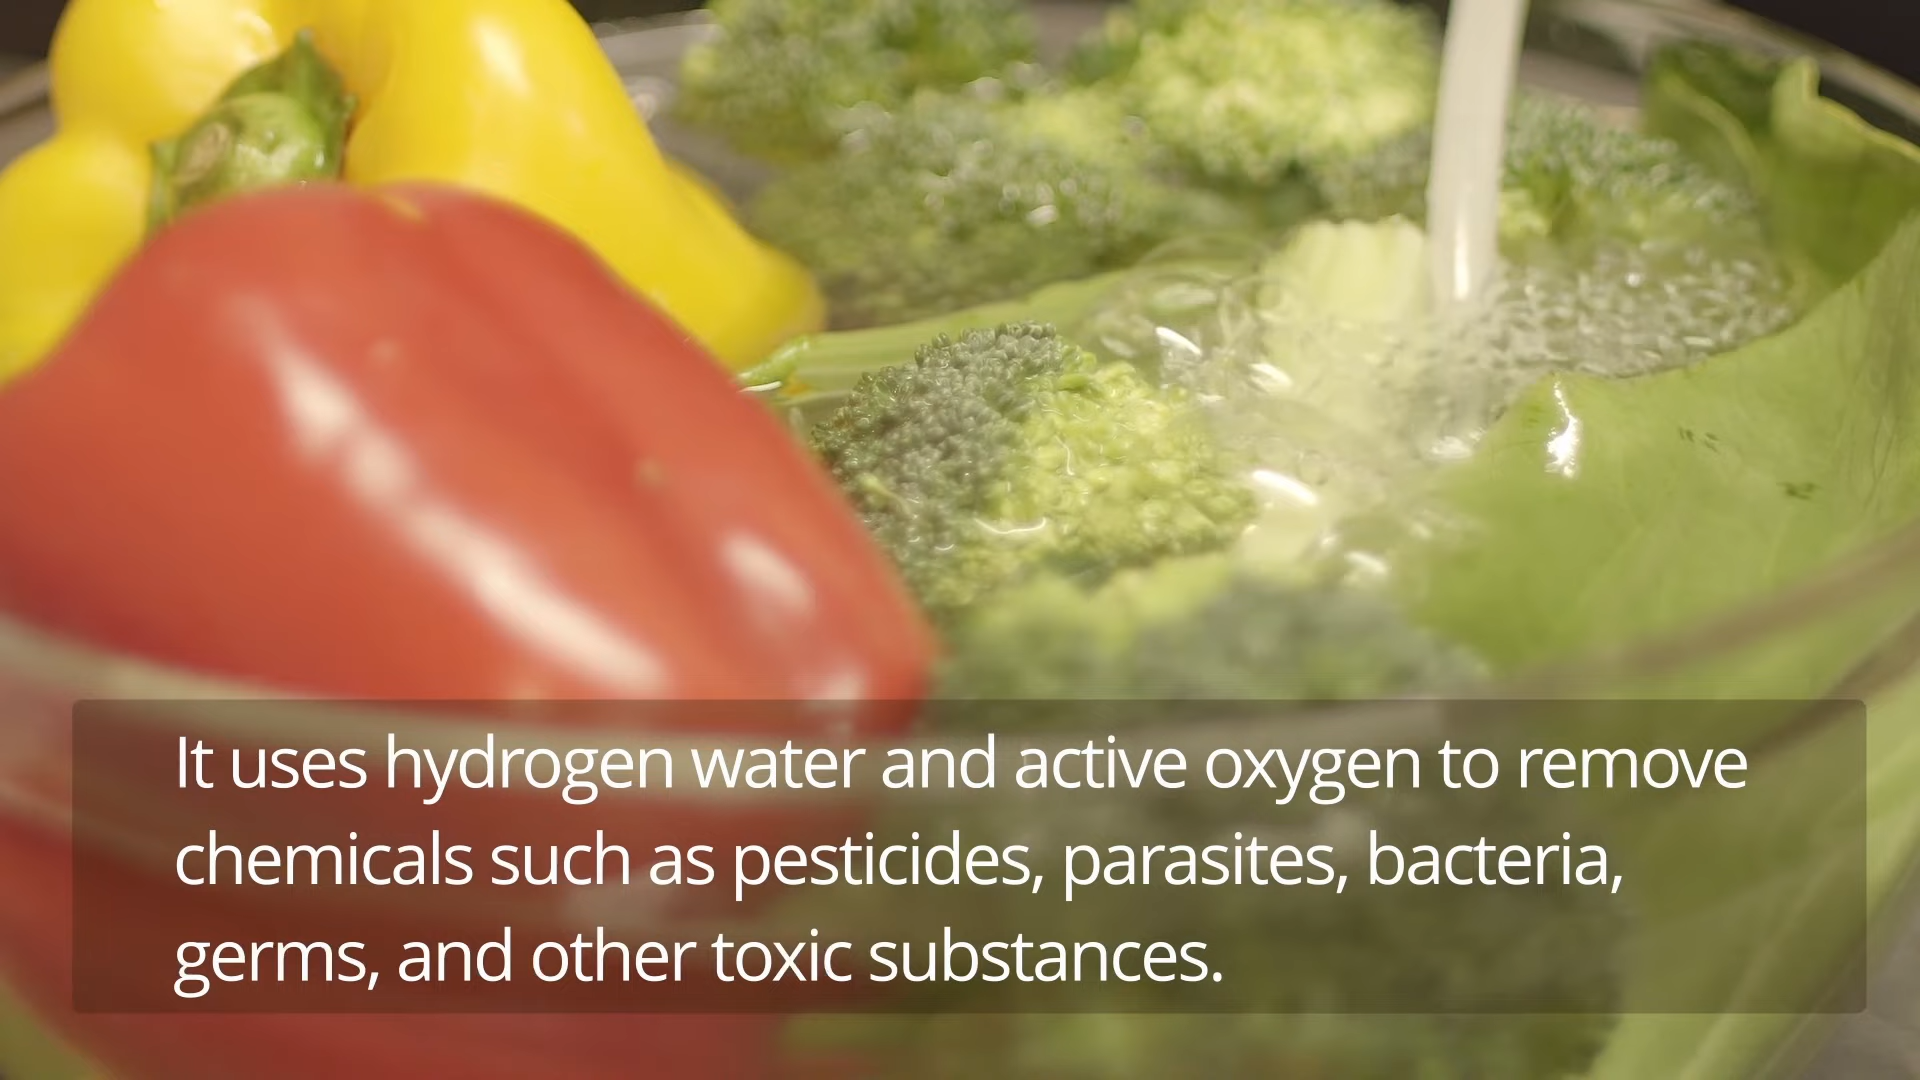 It uses hydrogen water and active oxygen to remove
chemicals such as pesticides, parasites, bacteria,
germs, and other toxic substances.